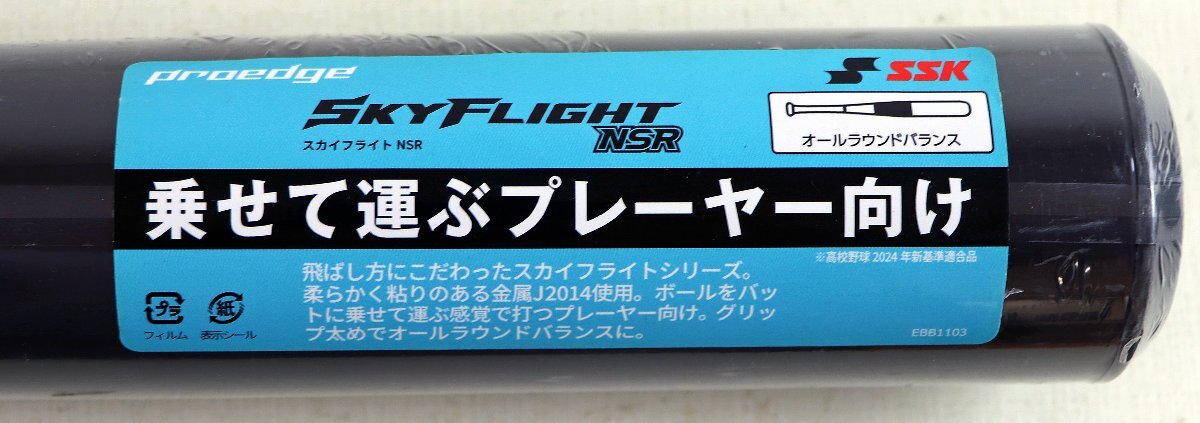 proedge
SSK
SKYFLIGHT
NSR
スカイフライト NSR
オールラウンドバランス
乗せて運ぶプレーヤー向け
※高校野球 2024 年新基準適合品
飛ばし方にこだわったスカイフライトシリーズ。
柔らかく粘りのある金属J2014使用。ボールをバッ
トに乗せて運ぶ感覚で打つプレーヤー向け。グリッ
プ太めでオールラウンドバランスに。
プラ
フィルム
紙
表示シール
EBB1103